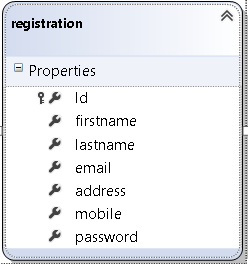 registration
Properties
Id
firstname
lastname
email
address
mobile
password